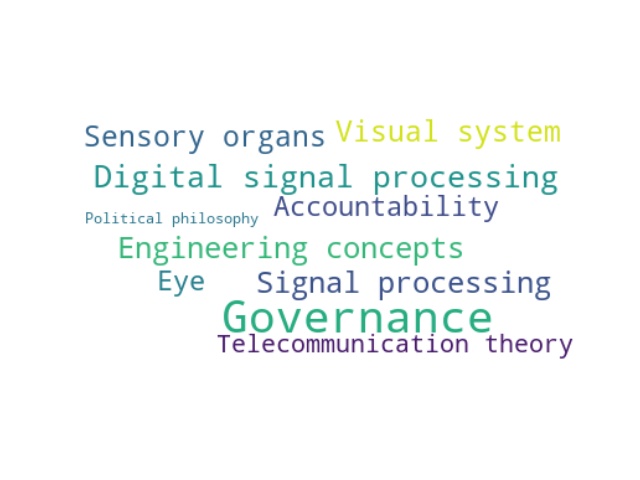 Sensory organs Visual system
Digital signal processing
Accountability
Political philosophy
Engineering concepts
Eye Signal processing
Governance
Telecommunication theory